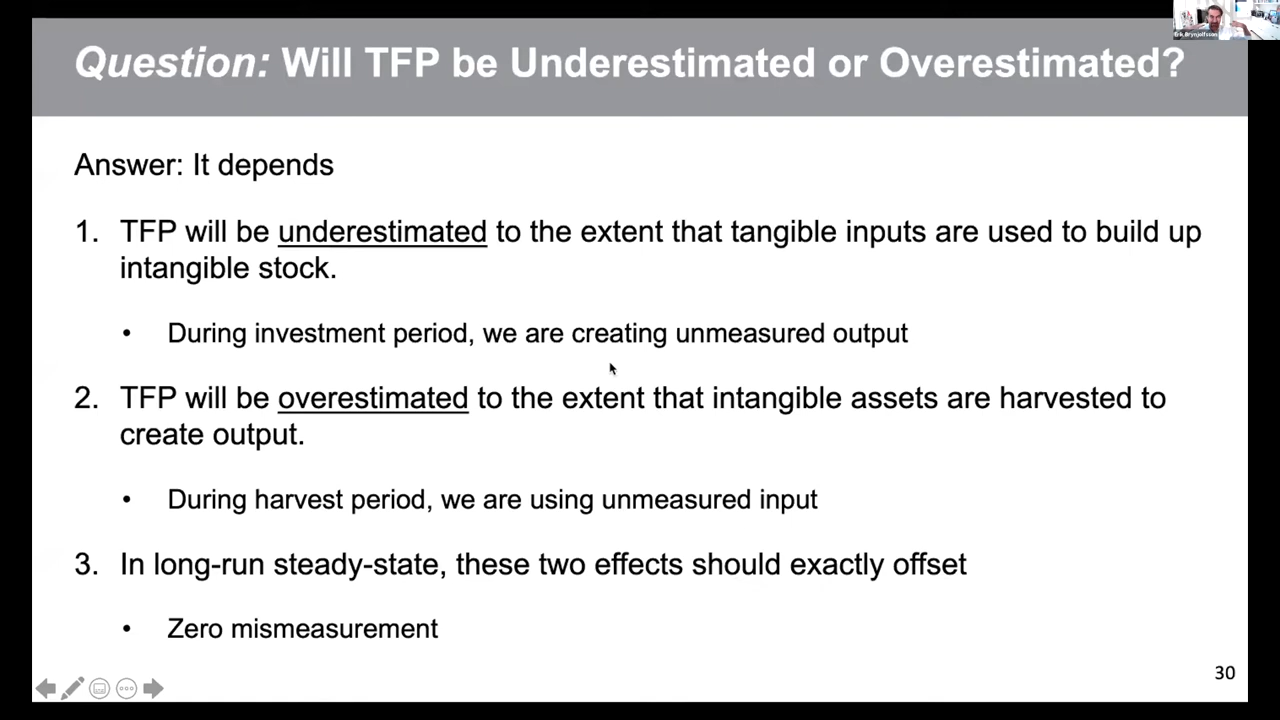 Erik Brynjolfsson
Question: Will TFP be Underestimated or Overestimated?
Answer: It depends
1. TFP will be underestimated to the extent that tangible inputs are used to build up
intangible stock.
• During investment period, we are creating unmeasured output
2. TFP will be overestimated to the extent that intangible assets are harvested to
create output.
• During harvest period, we are using unmeasured input
3. In long-run steady-state, these two effects should exactly offset
• Zero mismeasurement
30